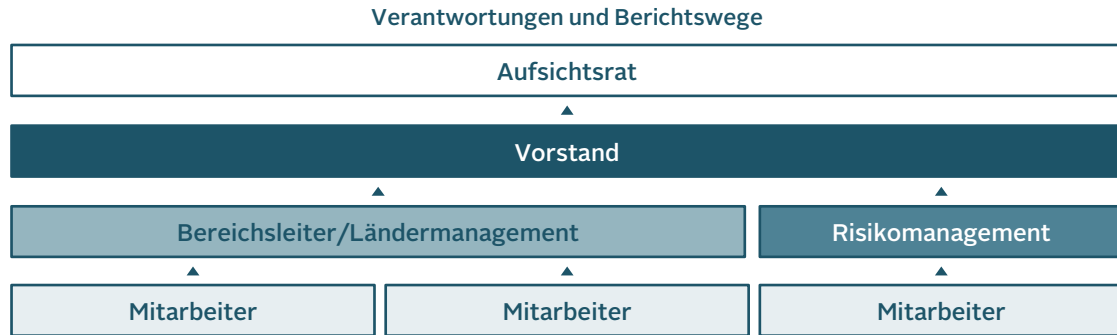 Verantwortungen und Berichtswege
Aufsichtsrat
Vorstand
Bereichsleiter/Ländermanagement
Risikomanagement
Mitarbeiter
Mitarbeiter
Mitarbeiter